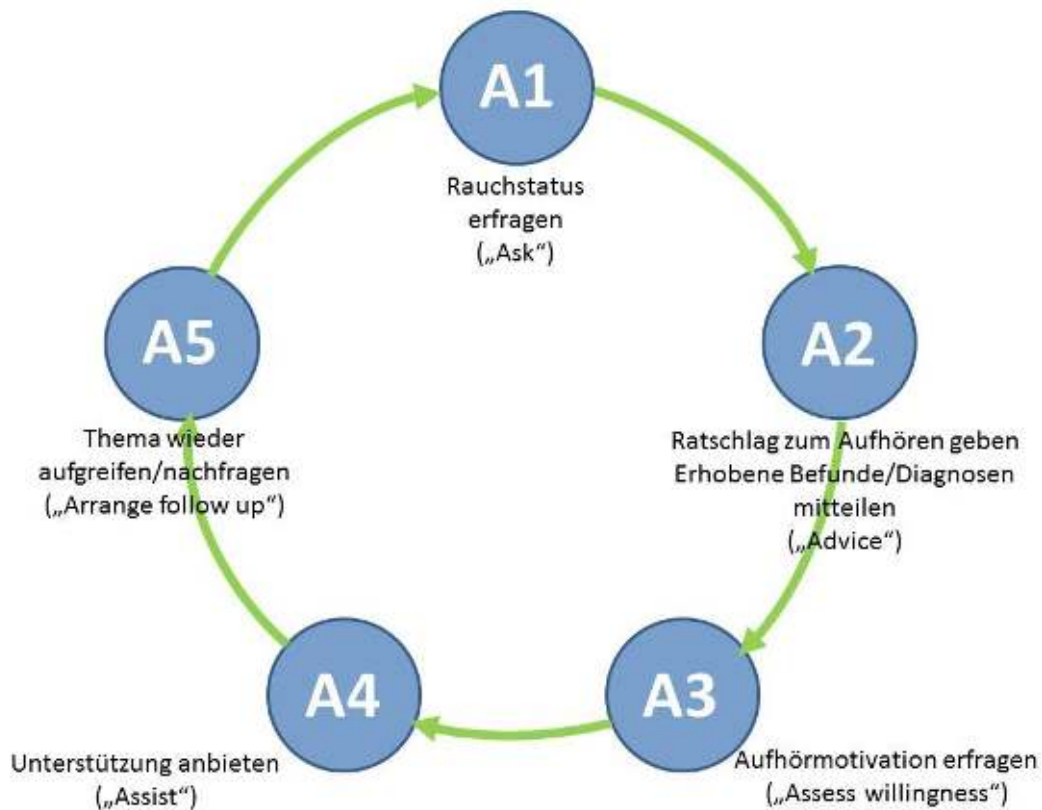 A1
Rauchstatus
erfragen
(„Ask“)
A2
Ratschlag zum Aufhören geben
Erhobene Befunde/Diagnosen
mitteilen
(„Advice“)
A3
Aufhörmotivation erfragen
(„Assess willingness“)
A4
Unterstützung anbieten
(„Assist“)
A5
Thema wieder
aufgreifen/nachfragen
(„Arrange follow up“)